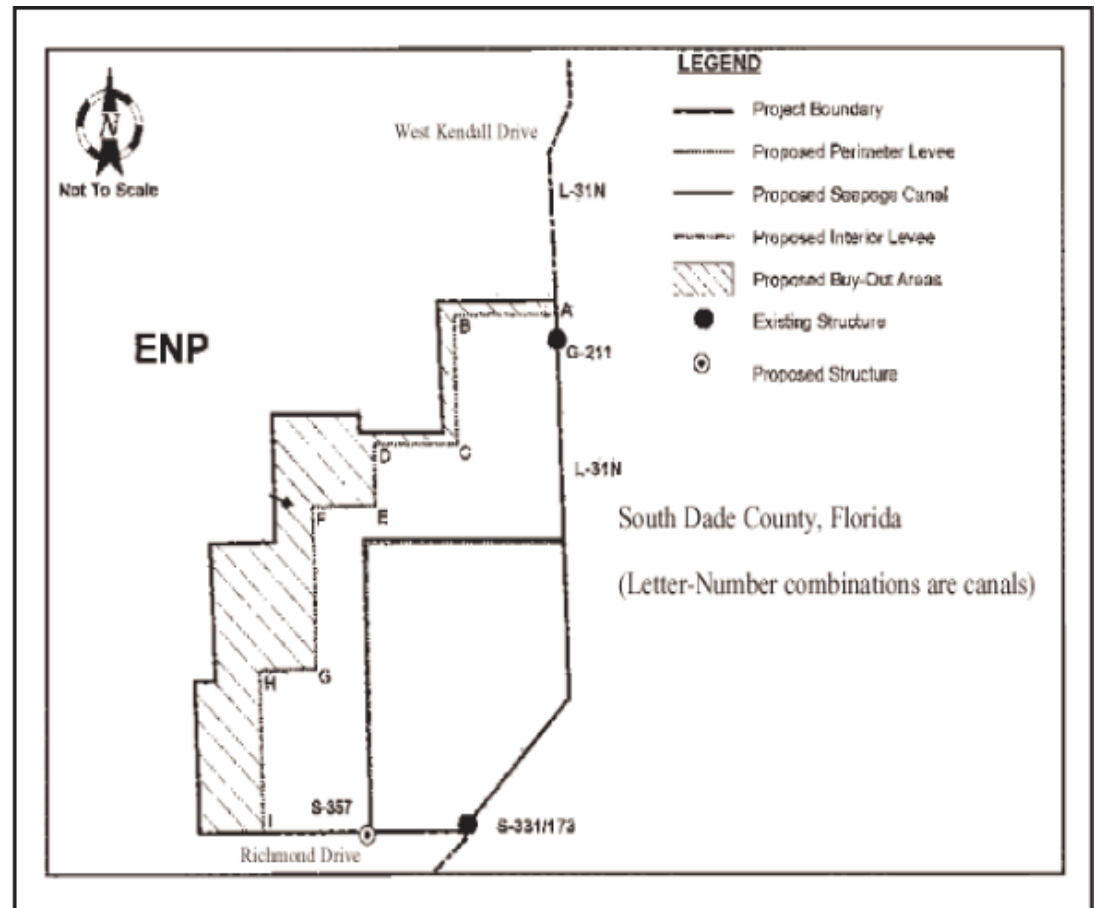 LEGEND
N
Not To Scale
West Kendall Drive
L-31N
Project Boundary
Proposed Perimeter Levee
Proposed Seepage Canal
Proposed Interior Levee
Proposed Buy-Out Areas
Existing Structure
Proposed Structure
A
B
G-211
ENP
C
D
L-31N
E
F
South Dade County, Florida
(Letter-Number combinations are canals)
G
H
I
S-357
S-331/173
Richmond Drive